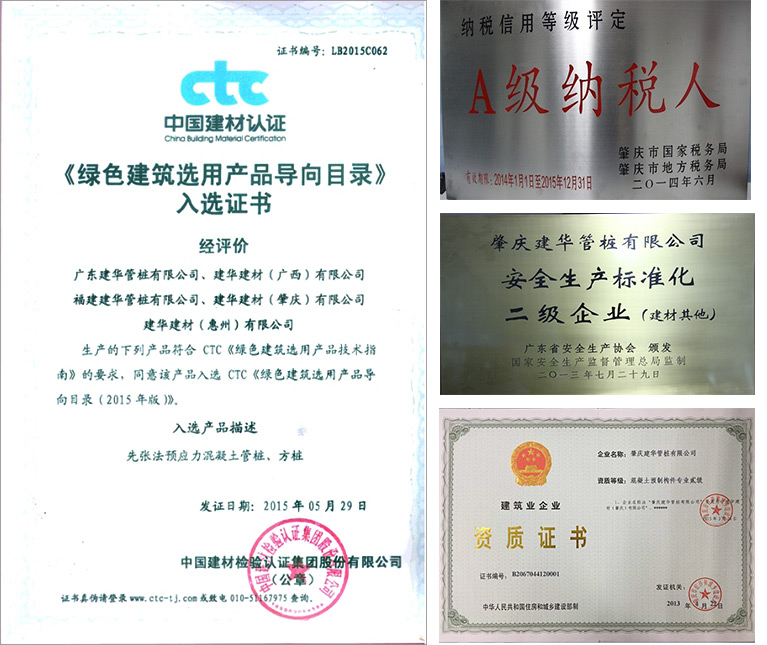 证书编号：LB2015C062
ctc
中国建材认证
China Building Material Certification
《绿色建筑选用产品导向目录》
入选证书
经评价
广东建华管桩有限公司、建华建材（广西）有限公司
福建建华管桩有限公司、建华建材（肇庆）有限公司
建华建材（惠州）有限公司
生产的下列产品符合 CTC《绿色建筑选用产品技术指
南》的要求，同意该产品入选 CTC《绿色建筑选用产品导
向目录（2015 年版）》。
入选产品描述
先张法预应力混凝土管桩、方桩
发证日期：2015 年 05 月 29 日
中国建材检验认证集团股份有限公司
（公章）
证书真伪请登录 www.ctc-tj.com 或致电 010-51167975 查询。
纳税信用等级评定
A级纳税人
肇庆市国家税务局
肇庆市地方税务局
有效期限：2014年1月1日至2015年12月31日
二〇一四年六月
肇庆建华管桩有限公司
安全生产标准化
二级企业（建材其他）
广东省安全生产协会 颁发
国家安全生产监督管理总局监制
二〇一三年七月二十九日
企业名称：肇庆建华管桩有限公司
资质等级：混凝土预制构件专业贰级
建筑业企业
资质证书
证书编号：B2067044120001
发证机关：
2013 年
中华人民共和国住房和城乡建设部制